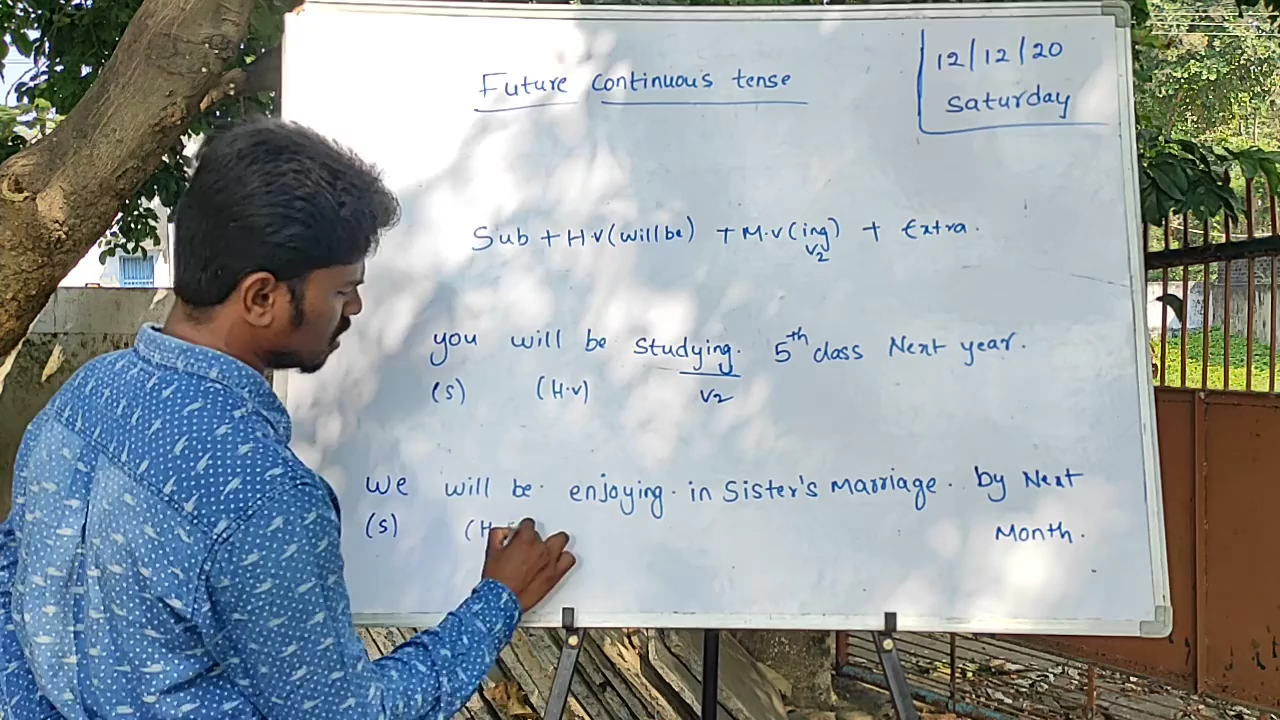 12/12/20
Saturday
Future continuous tense
Sub + H.v (will be) + M.v (ing) + Extra.
v2
you will be studying. 5th class Next year.
(s) (H.v) v2
we will be. enjoying. in sister's marriage. by Next
(s) (H
Month.